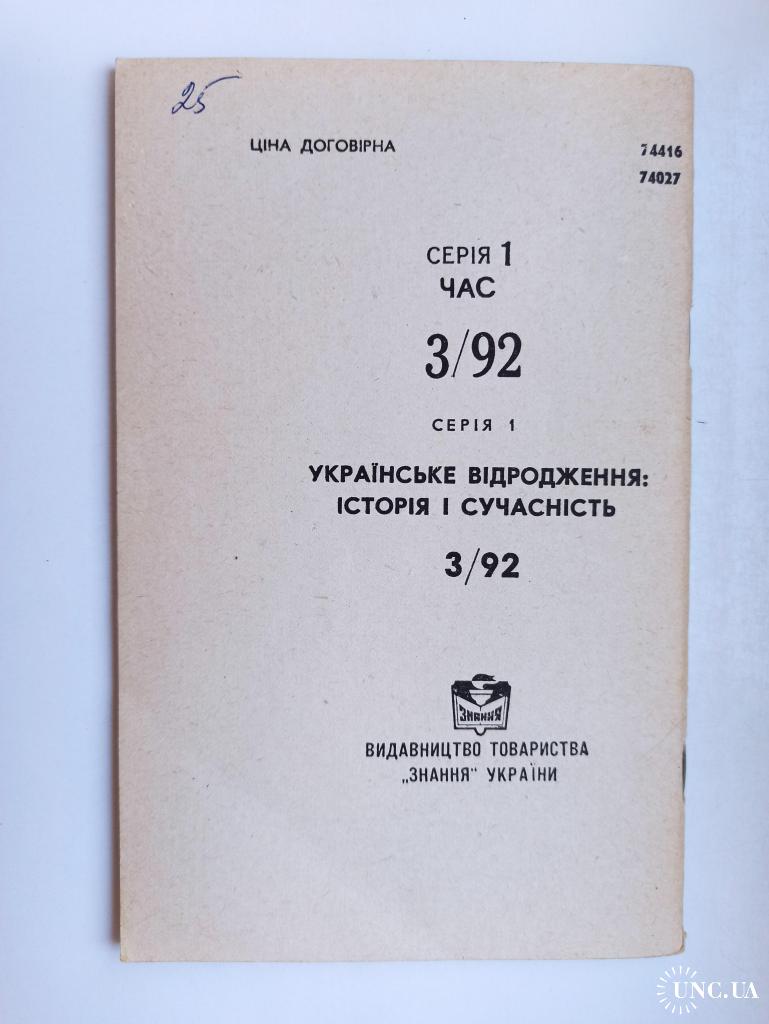 25
ЦІНА ДОГОВІРНА
74416
74027
СЕРІЯ 1
ЧАС
3/92
СЕРІЯ 1
УКРАЇНСЬКЕ ВІДРОДЖЕННЯ:
ІСТОРІЯ І СУЧАСНІСТЬ
3/92
ЗНАННЯ
ВИДАВНИЦТВО ТОВАРИСТВА
„ЗНАННЯ" УКРАЇНИ
UNC.UA